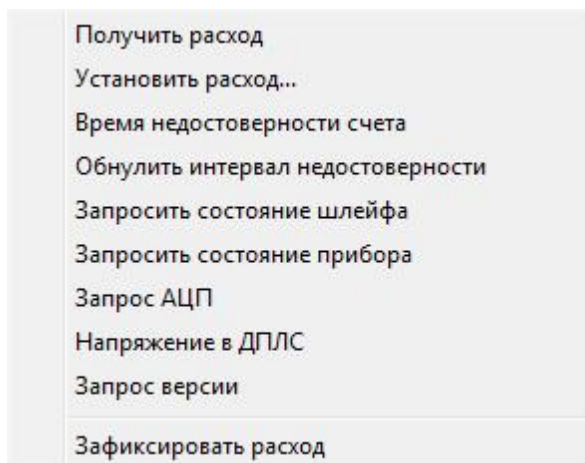 Получить расход
Установить расход...
Время недостоверности счета
Обнулить интервал недостоверности
Запросить состояние шлейфа
Запросить состояние прибора
Запрос АЦП
Напряжение в ДПЛС
Запрос версии
Зафиксировать расход